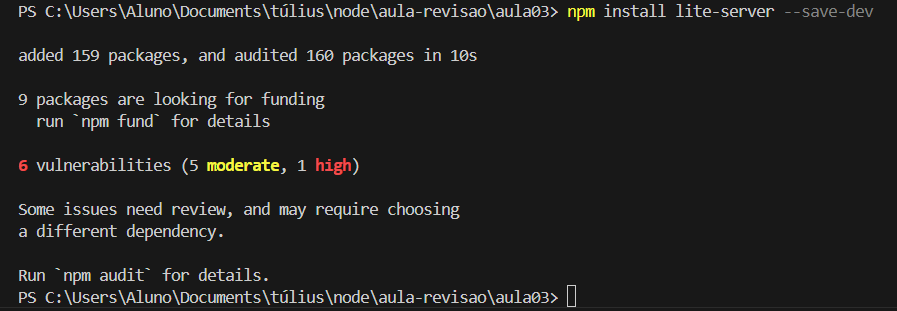 PS C:\Users\Aluno\Documents\túlius\node\aula-revisao\aula03> npm install lite-server --save-dev
added 159 packages, and audited 160 packages in 10s
9 packages are looking for funding
  run `npm fund` for details
6 vulnerabilities (5 moderate, 1 high)
Some issues need review, and may require choosing
a different dependency.
Run `npm audit` for details.
PS C:\Users\Aluno\Documents\túlius\node\aula-revisao\aula03>